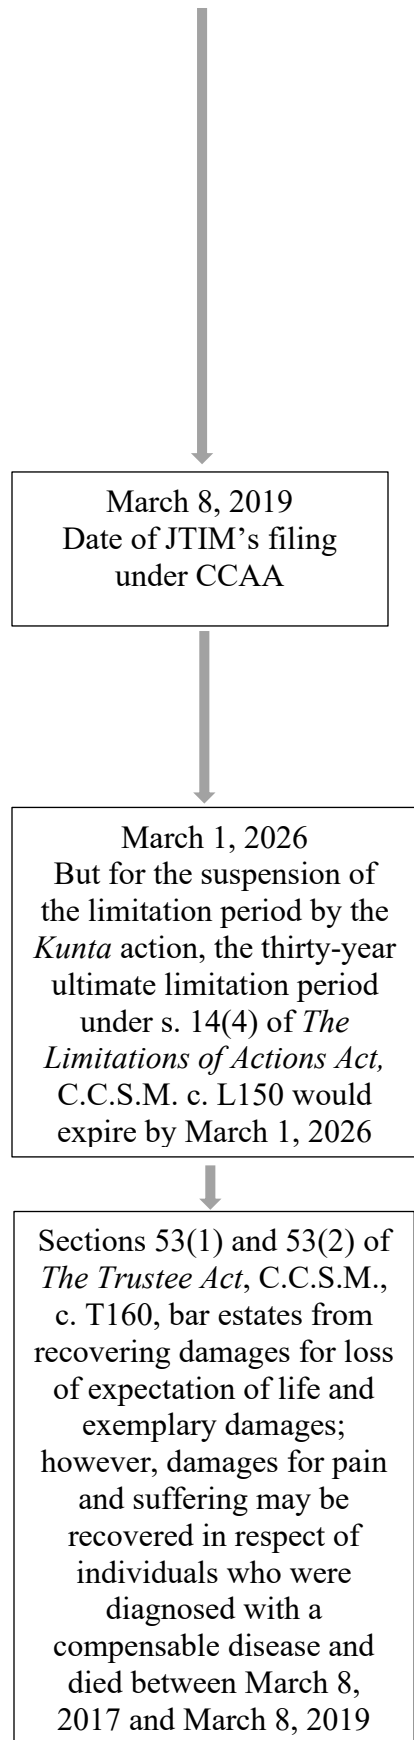 March 8, 2019
Date of JTIM’s filing
under CCAA
March 1, 2026
But for the suspension of
the limitation period by the
Kunta action, the thirty-year
ultimate limitation period
under s. 14(4) of The
Limitations of Actions Act,
C.C.S.M. c. L150 would
expire by March 1, 2026
Sections 53(1) and 53(2) of
The Trustee Act, C.C.S.M.,
c. T160, bar estates from
recovering damages for loss
of expectation of life and
exemplary damages;
however, damages for pain
and suffering may be
recovered in respect of
individuals who were
diagnosed with a
compensable disease and
died between March 8,
2017 and March 8, 2019